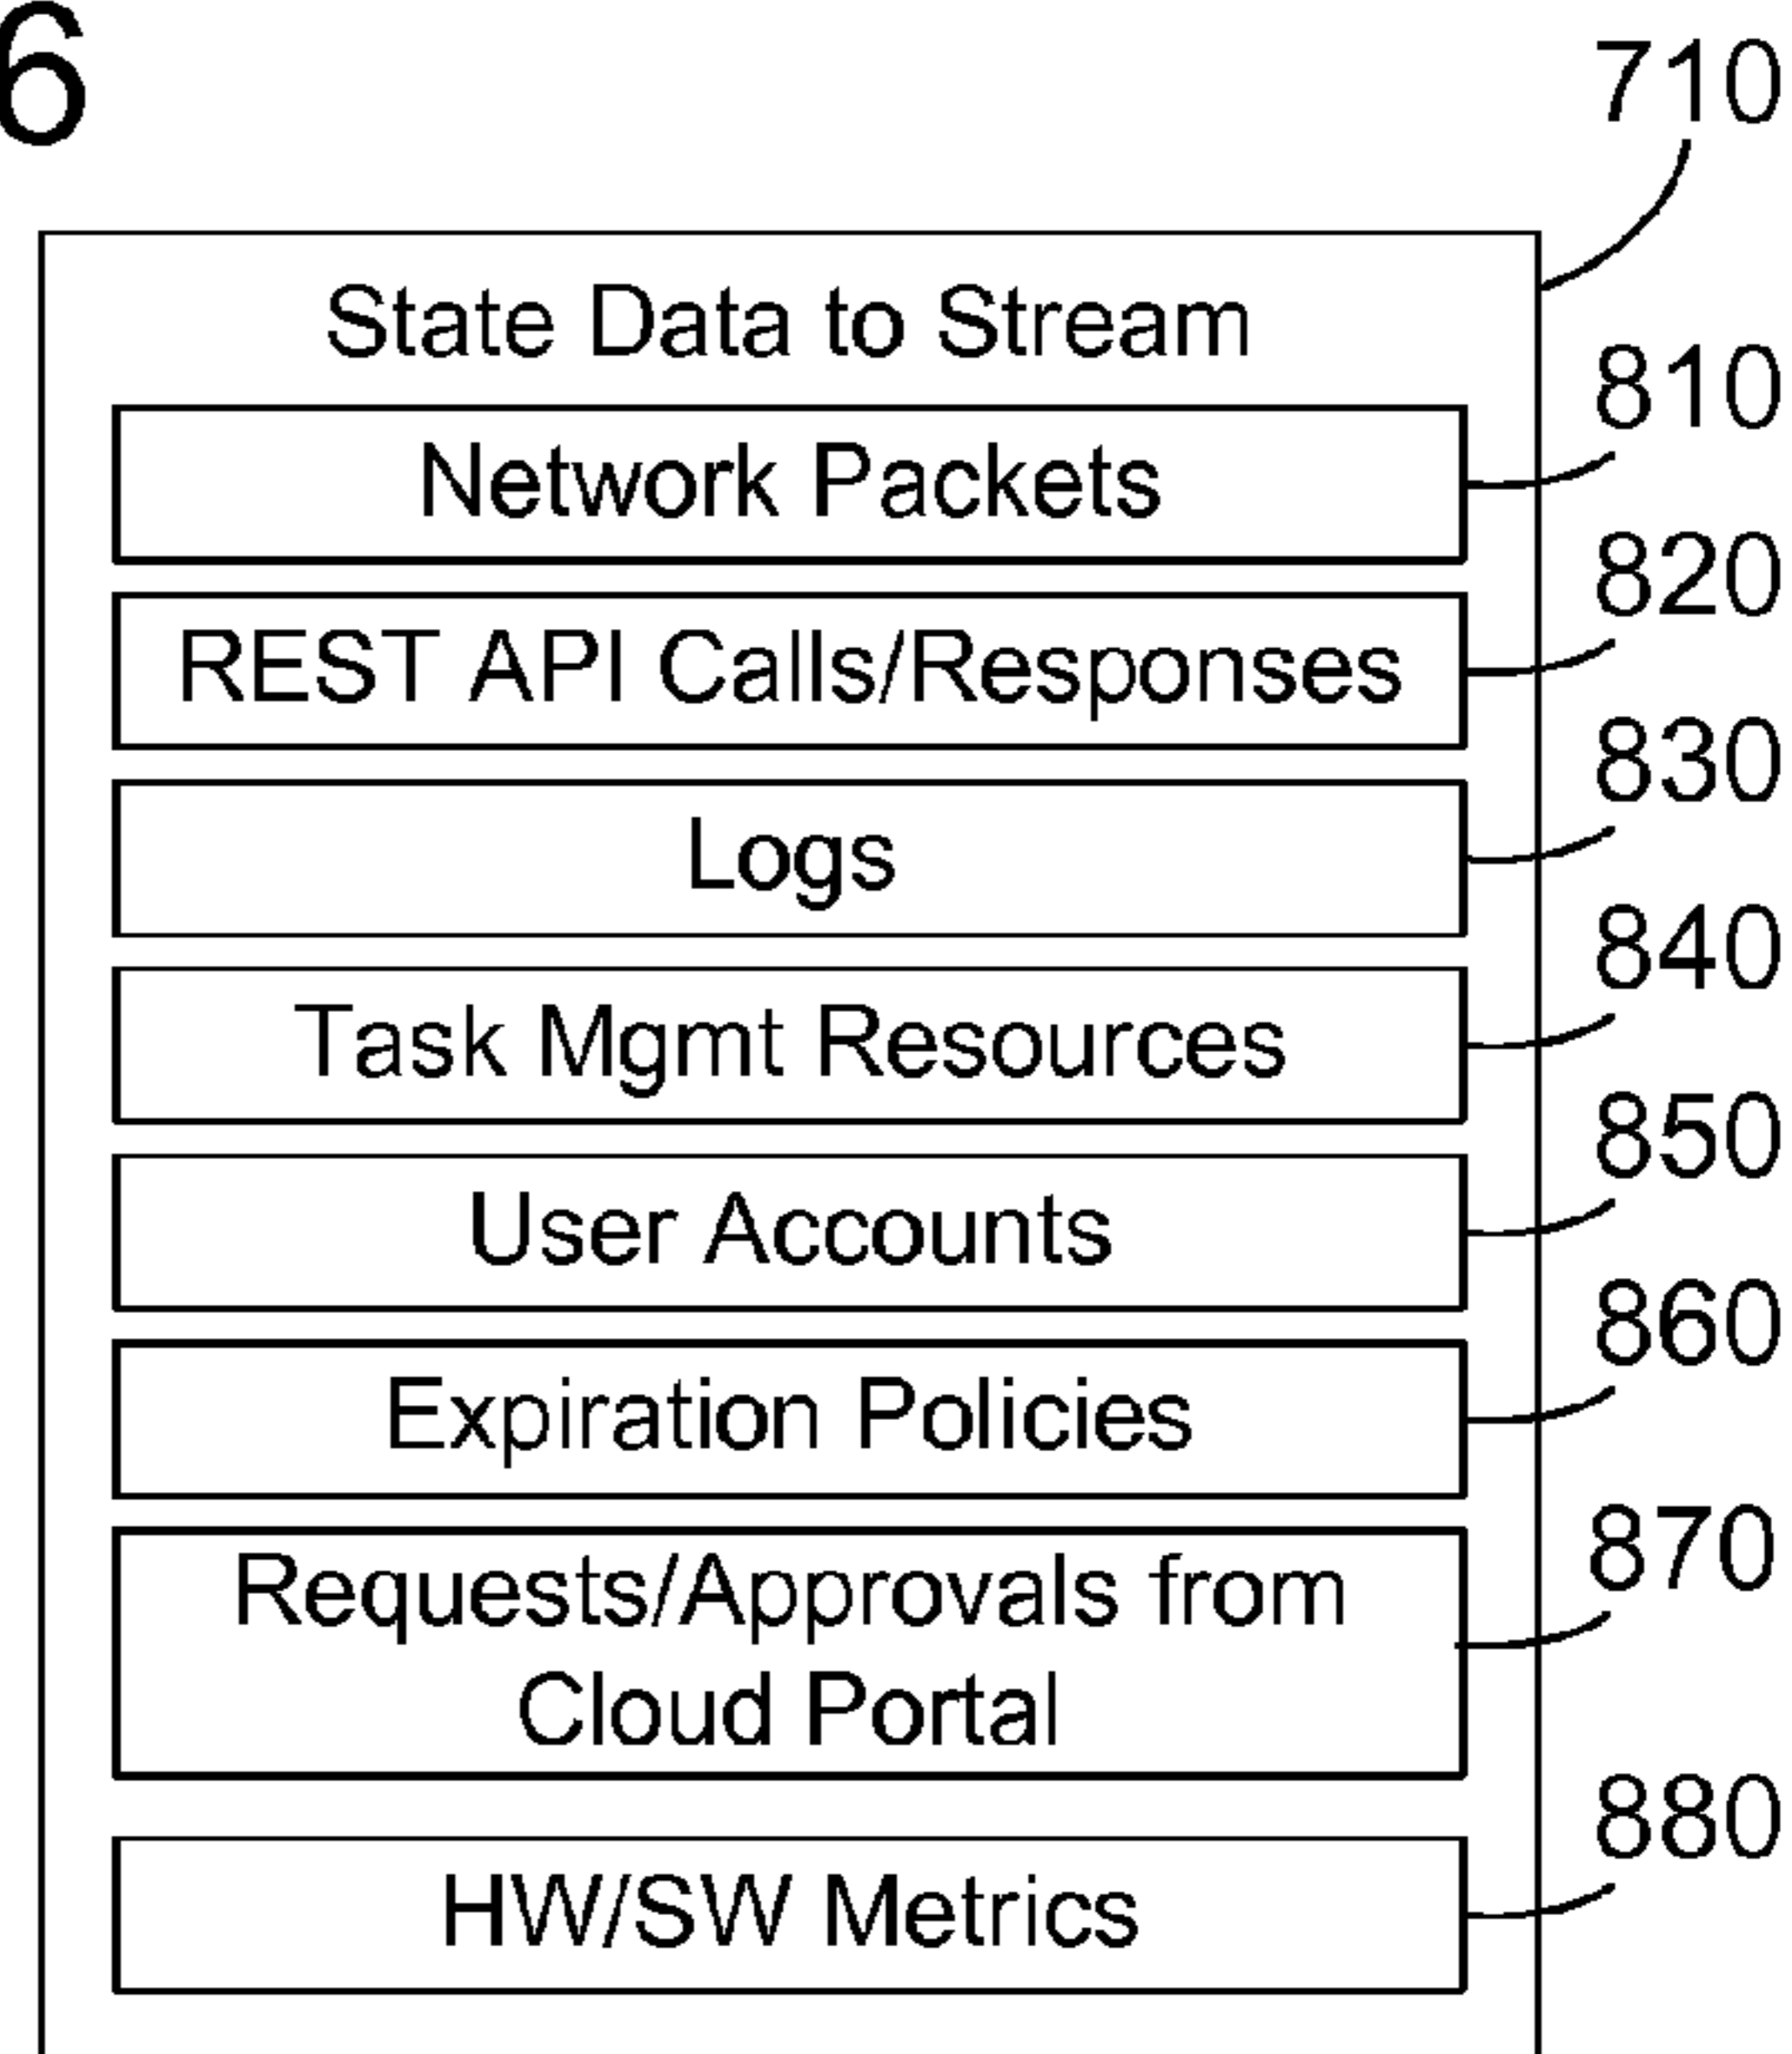 6
710
State Data to Stream
810
Network Packets
820
REST API Calls/Responses
830
Logs
840
Task Mgmt Resources
850
User Accounts
860
Expiration Policies
870
Requests/Approvals from
Cloud Portal
880
HW/SW Metrics